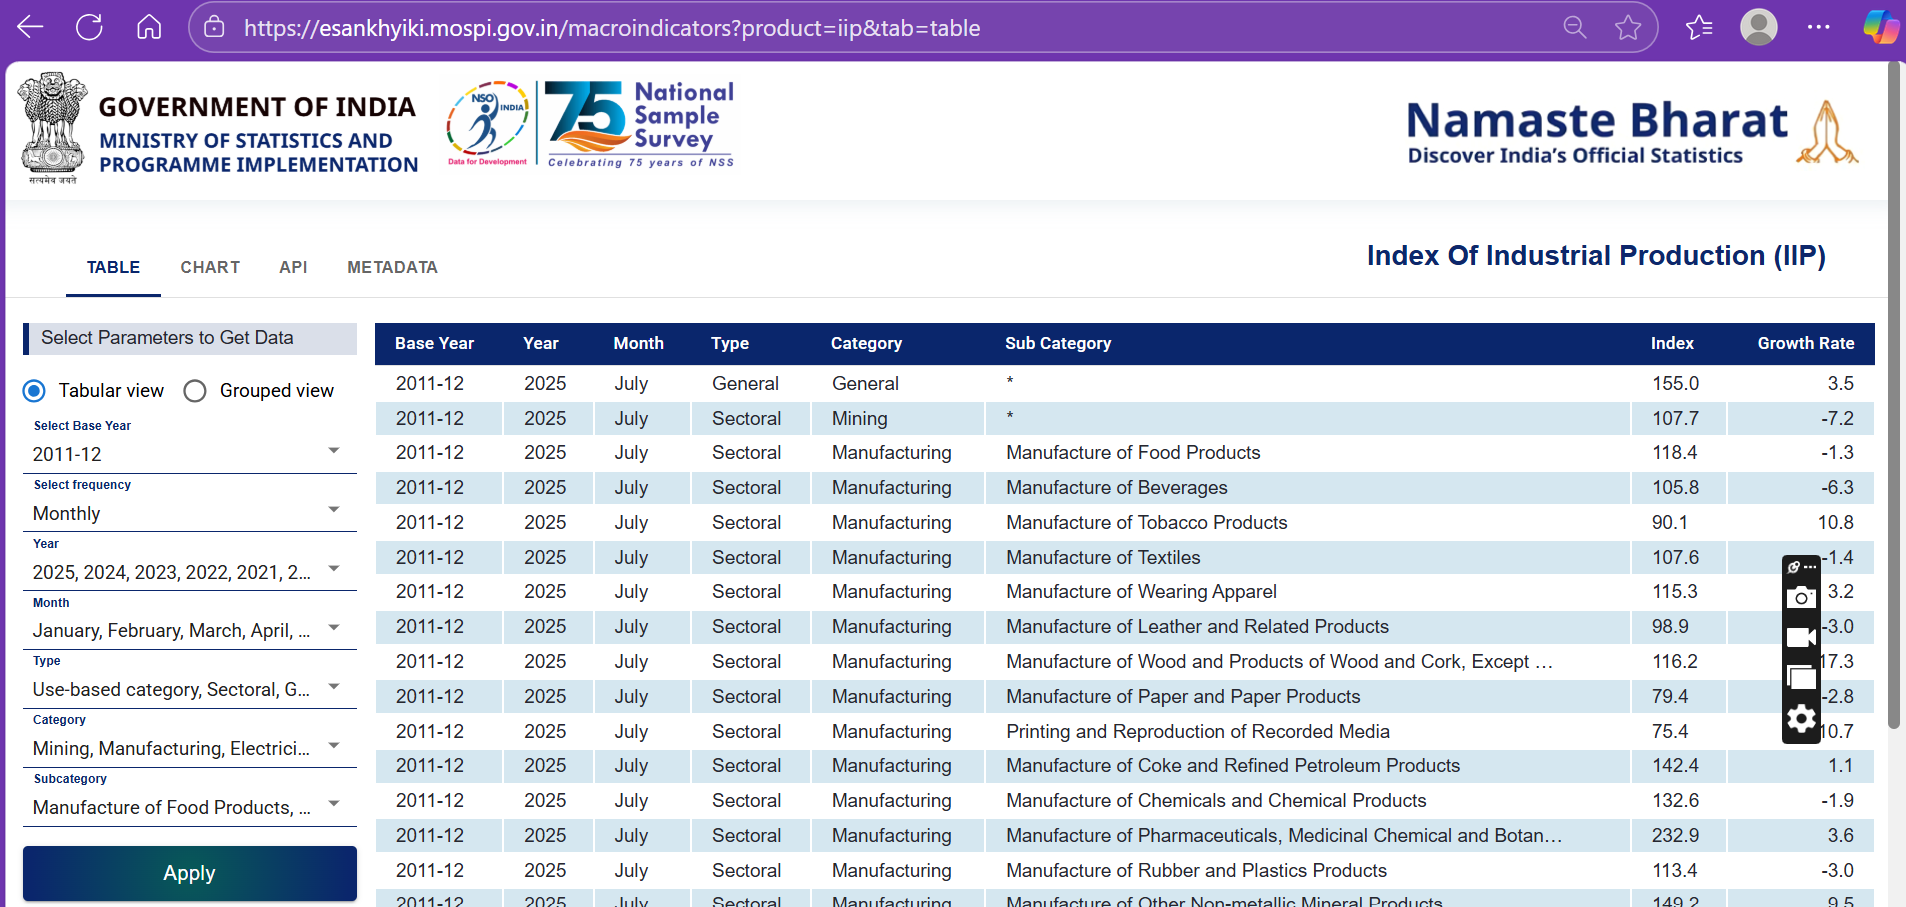 https://esankhyiki.mospi.gov.in/macroindicators?product=iip&tab=table
GOVERNMENT OF INDIA
MINISTRY OF STATISTICS AND
PROGRAMME IMPLEMENTATION
सत्यमेव जयते
NSO INDIA
Data for Development
75 National
Sample
Survey
Celebrating 75 years of NSS
Namaste Bharat
Discover India's Official Statistics
TABLE CHART API METADATA
Index Of Industrial Production (IIP)
Select Parameters to Get Data
Tabular view Grouped view
Select Base Year
2011-12
Select frequency
Monthly
Year
2025, 2024, 2023, 2022, 2021, 2...
Month
January, February, March, April, ...
Type
Use-based category, Sectoral, G...
Category
Mining, Manufacturing, Electrici...
Subcategory
Manufacture of Food Products, ...
Apply
Base Year Year Month Type Category Sub Category Index Growth Rate
2011-12 2025 July General General * 155.0 3.5
2011-12 2025 July Sectoral Mining * 107.7 -7.2
2011-12 2025 July Sectoral Manufacturing Manufacture of Food Products 118.4 -1.3
2011-12 2025 July Sectoral Manufacturing Manufacture of Beverages 105.8 -6.3
2011-12 2025 July Sectoral Manufacturing Manufacture of Tobacco Products 90.1 10.8
2011-12 2025 July Sectoral Manufacturing Manufacture of Textiles 107.6 -1.4
2011-12 2025 July Sectoral Manufacturing Manufacture of Wearing Apparel 115.3 3.2
2011-12 2025 July Sectoral Manufacturing Manufacture of Leather and Related Products 98.9 -3.0
2011-12 2025 July Sectoral Manufacturing Manufacture of Wood and Products of Wood and Cork, Except ... 116.2
2011-12 2025 July Sectoral Manufacturing Manufacture of Paper and Paper Products 79.4 -2.8
2011-12 2025 July Sectoral Manufacturing Printing and Reproduction of Recorded Media 75.4
2011-12 2025 July Sectoral Manufacturing Manufacture of Coke and Refined Petroleum Products 142.4 1.1
2011-12 2025 July Sectoral Manufacturing Manufacture of Chemicals and Chemical Products 132.6 -1.9
2011-12 2025 July Sectoral Manufacturing Manufacture of Pharmaceuticals, Medicinal Chemical and Botan... 232.9 3.6
2011-12 2025 July Sectoral Manufacturing Manufacture of Rubber and Plastics Products 113.4 -3.0
2011-12 2025 July Sectoral Manufacturing Manufacture of Other Non-metallic Mineral Products 149.2 9.5